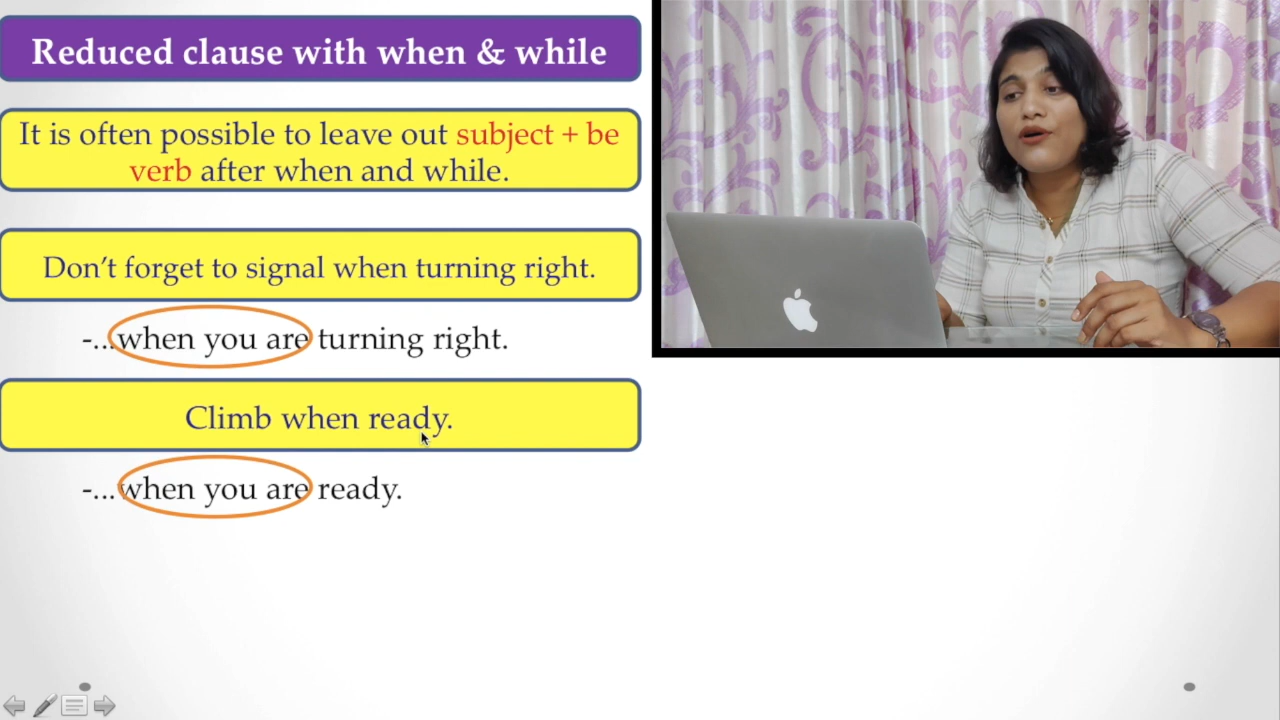 Reduced clause with when & while
It is often possible to leave out subject + be
verb after when and while.
Don’t forget to signal when turning right.
-...when you are turning right.
Climb when ready.
-...when you are ready.